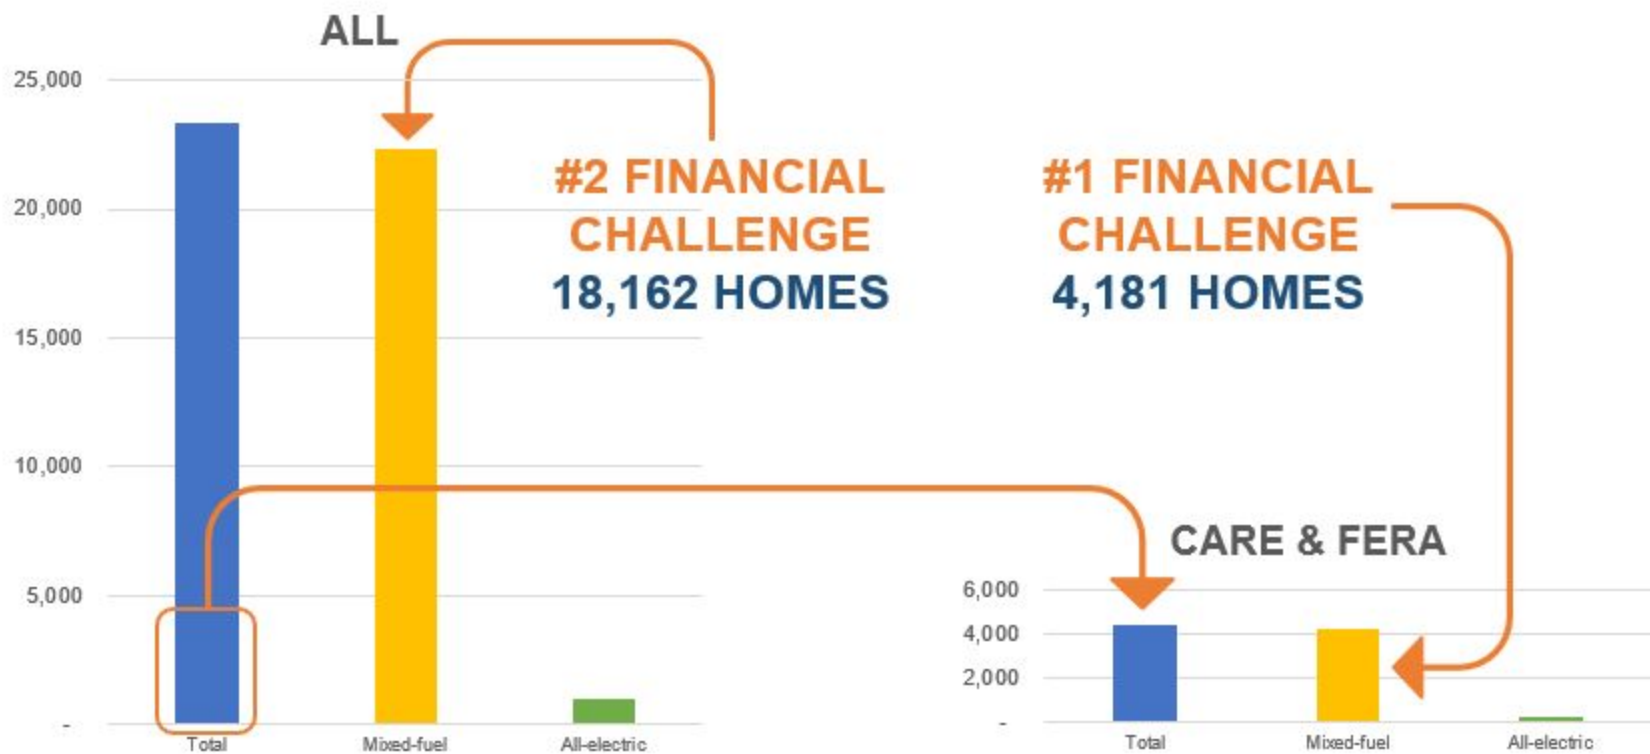 ALL
25,000
20,000
15,000
10,000
5,000
-
Total
Mixed-fuel
All-electric
#2 FINANCIAL
CHALLENGE
18,162 HOMES
#1 FINANCIAL
CHALLENGE
4,181 HOMES
CARE & FERA
6,000
4,000
2,000
-
Total
Mixed-fuel
All-electric